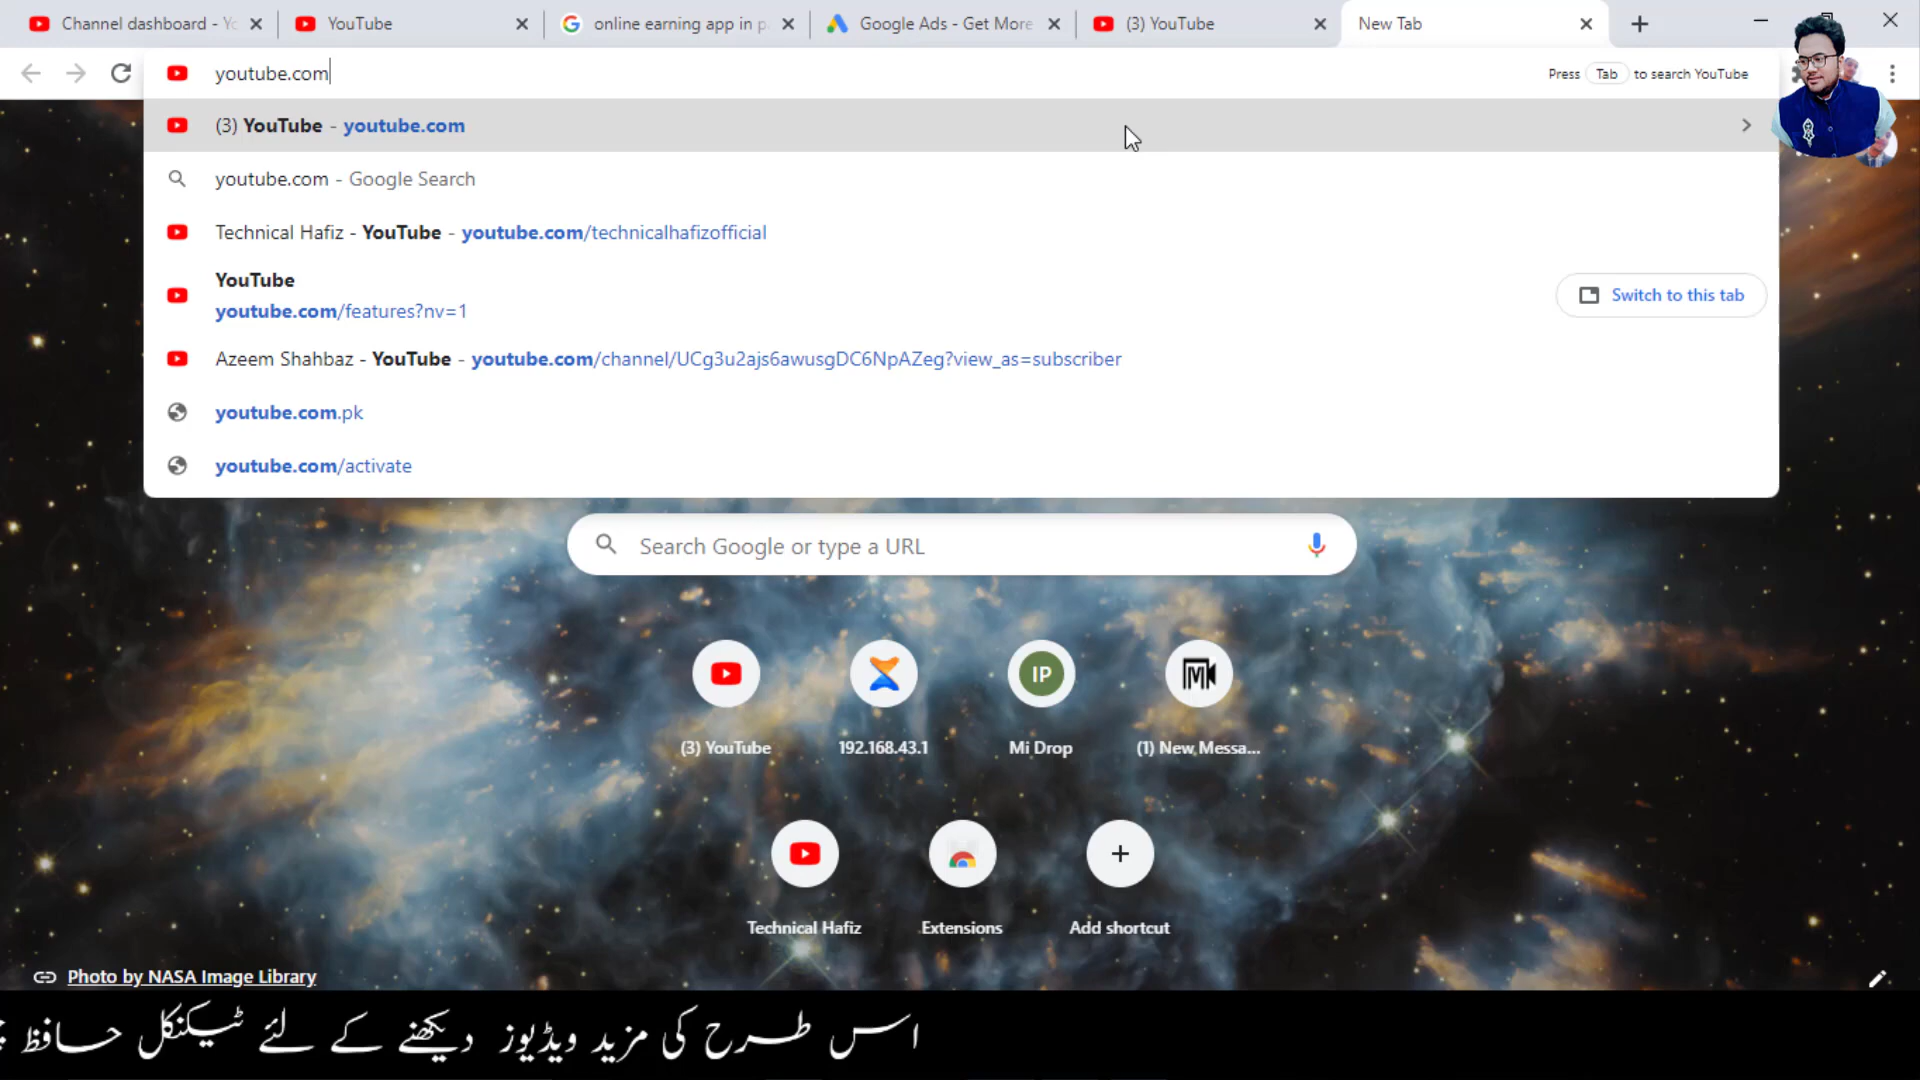 Channel dashboard - Yo
YouTube
online earning app in p
Google Ads - Get More
(3) YouTube
New Tab
youtube.com
Press Tab to search YouTube
(3) YouTube - youtube.com
youtube.com - Google Search
Technical Hafiz - YouTube - youtube.com/technicalhafizofficial
YouTube
youtube.com/features?nv=1
Switch to this tab
Azeem Shahbaz - YouTube - youtube.com/channel/UCg3u2ajs6awusgDC6NpAZeg?view_as=subscriber
youtube.com.pk
youtube.com/activate
Search Google or type a URL
IP
(3) YouTube
192.168.43.1
Mi Drop
(1) New Messa...
Technical Hafiz
Extensions
Add shortcut
Photo by NASA Image Library
اس طرح کی مزید ویڈیوز دیکھنے کے لئے ٹیکنکل حافظ